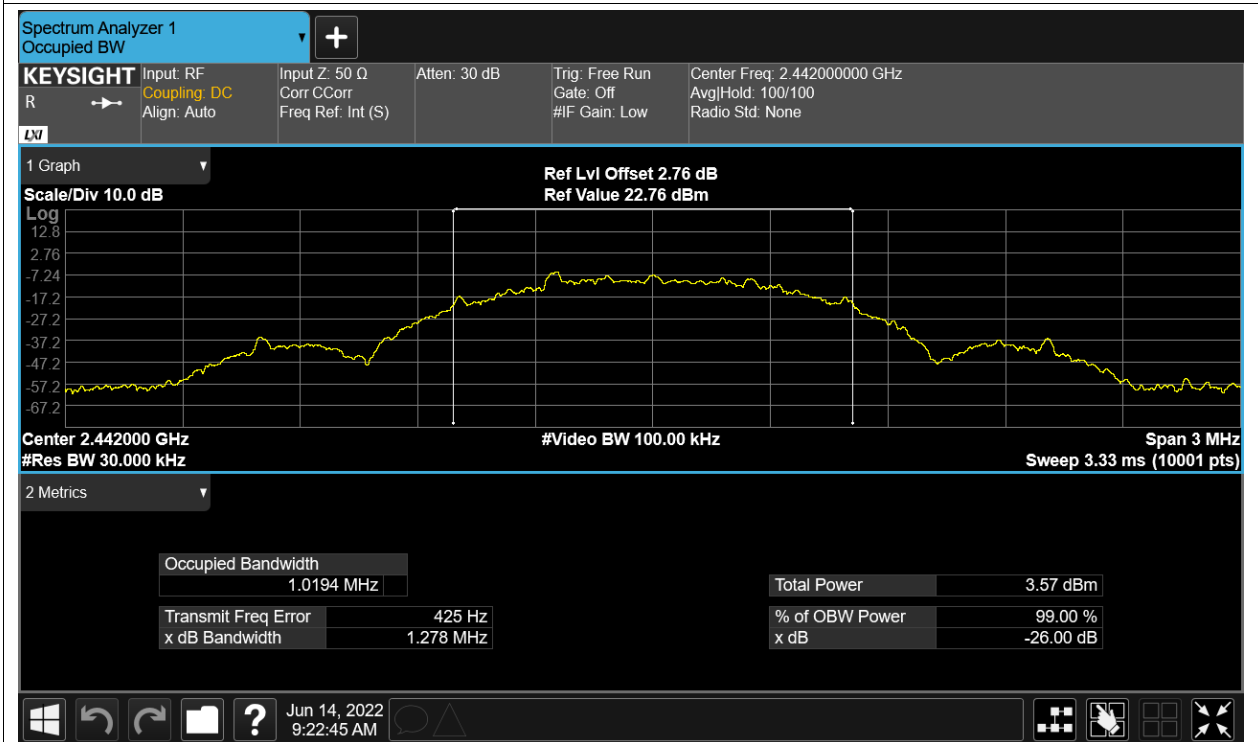 Spectrum Analyzer 1
Occupied BW
KEYSIGHT
R
LXI
Input: RF
Coupling: DC
Align: Auto
Input Z: 50 Ω
Corr CCorr
Freq Ref: Int (S)
Atten: 30 dB
Trig: Free Run
Gate: Off
#IF Gain: Low
Center Freq: 2.442000000 GHz
Avg|Hold: 100/100
Radio Std: None
1 Graph
Ref Lvl Offset 2.76 dB
Scale/Div 10.0 dB
Ref Value 22.76 dBm
Log
12.8
2.76
-7.24
-17.2
-27.2
-37.2
-47.2
-57.2
-67.2
Center 2.442000 GHz
#Video BW 100.00 kHz
Span 3 MHz
#Res BW 30.000 kHz
Sweep 3.33 ms (10001 pts)
2 Metrics
Occupied Bandwidth
1.0194 MHz
Total Power 3.57 dBm
Transmit Freq Error 425 Hz
% of OBW Power 99.00 %
x dB Bandwidth 1.278 MHz
x dB -26.00 dB
?
Jun 14, 2022
9:22:45 AM